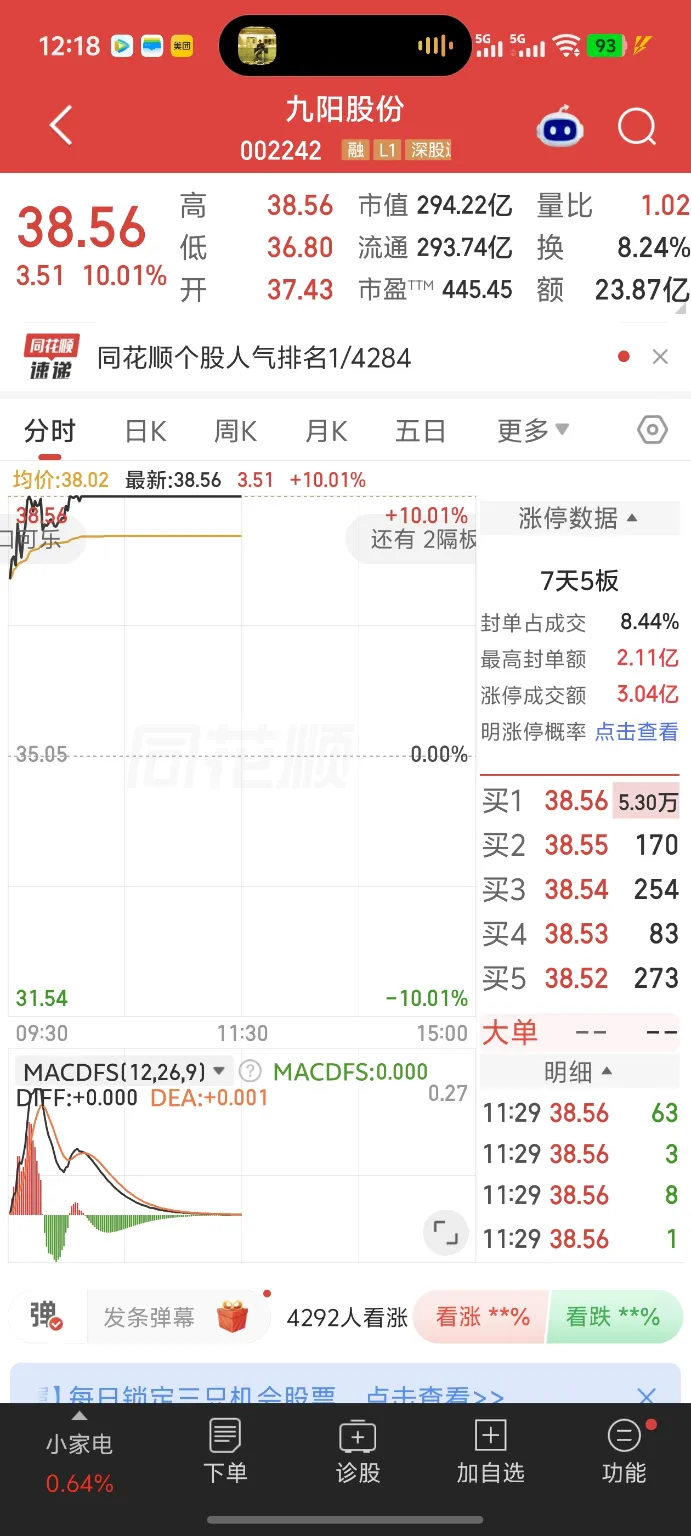 12:18 美团 5G 5G 93
九阳股份
002242 融 L1 深股通
38.56
3.51 10.01%
高 38.56 市值 294.22亿 量比 1.02
低 36.80 流通 293.74亿 换 8.24%
开 37.43 市盈TTM 445.45 额 23.87亿
同花顺
速递
同花顺个股人气排名1/4284
分时 日K 周K 月K 五日 更多
均价:38.02 最新:38.56 3.51 +10.01%
38.56 +10.01%
口可乐 还有 2隔板
35.05 0.00%
同花顺
31.54 -10.01%
09:30 11:30 15:00
涨停数据
7天5板
封单占成交 8.44%
最高封单额 2.11亿
涨停成交额 3.04亿
明涨停概率 点击查看
买1 38.56 5.30万
买2 38.55 170
买3 38.54 254
买4 38.53 83
买5 38.52 273
大单 -- --
明细
11:29 38.56 63
11:29 38.56 3
11:29 38.56 8
11:29 38.56 1
MACDFS(12,26,9) ? MACDFS:0.000
DIFF:+0.000 DEA:+0.001 0.27
弹 发条弹幕 4292人看涨 看涨 **% 看跌 **%
】每日锁定三只机会股票 点击查看>>
小家电
0.64%
下单 诊股 加自选 功能